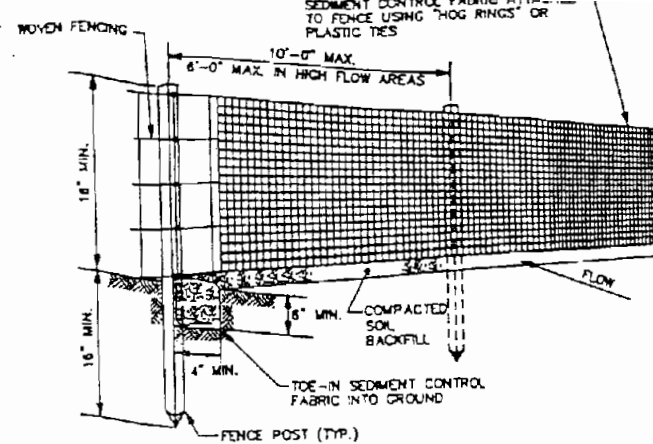 SEDIMENT CONTROL FABRIC
TO FENCE USING "HOG RINGS" OR
PLASTIC TIES
WOVEN FENCING
10'-0" MAX.
6'-0" MAX. IN HIGH FLOW AREAS
16" MIN.
FLOW
6" MIN.
COMPACTED
SOIL
BACKFILL
16" MIN.
4" MIN.
TOE-IN SEDIMENT CONTROL
FABRIC INTO GROUND
FENCE POST (TYP.)